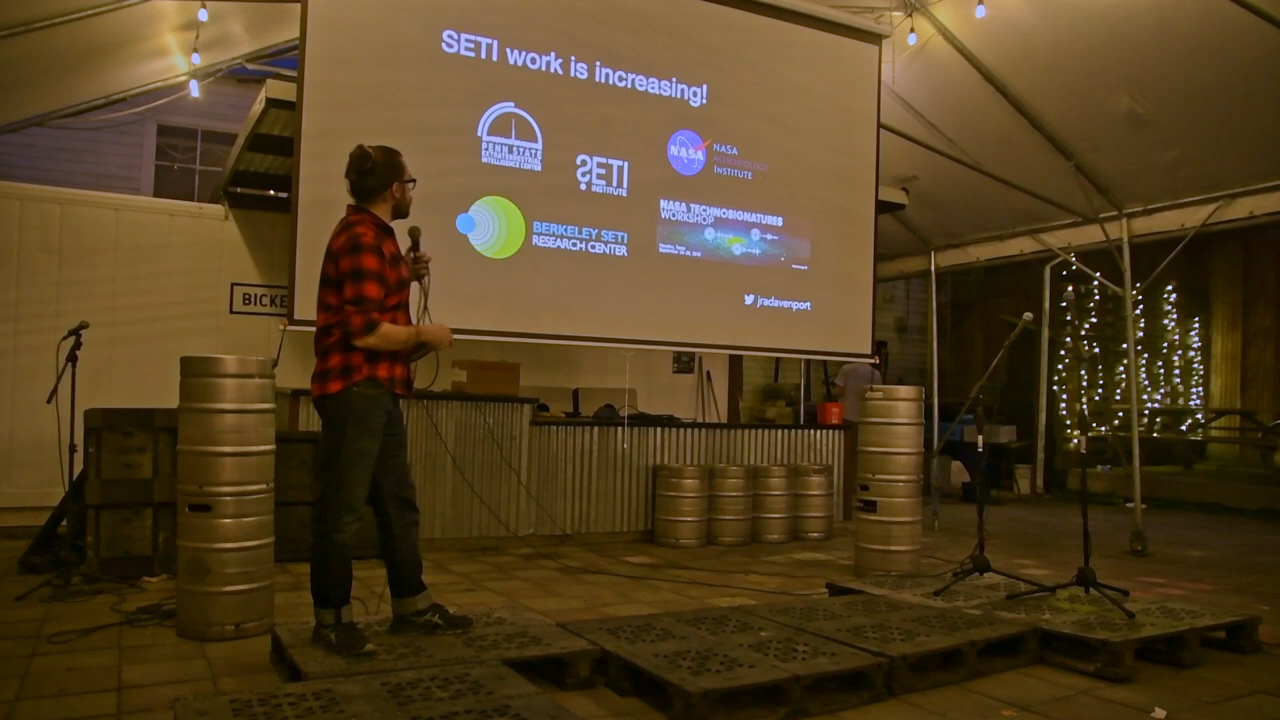 SETI work is increasing!
PENN STATE
EXTRATERRESTRIAL
INTELLIGENCE CENTER
SETI
INSTITUTE
NASA
NASA
ASTROBIOLOGY
INSTITUTE
BERKELEY SETI
RESEARCH CENTER
NASA TECHNOSIGNATURES
WORKSHOP
jradavenport
BICKE